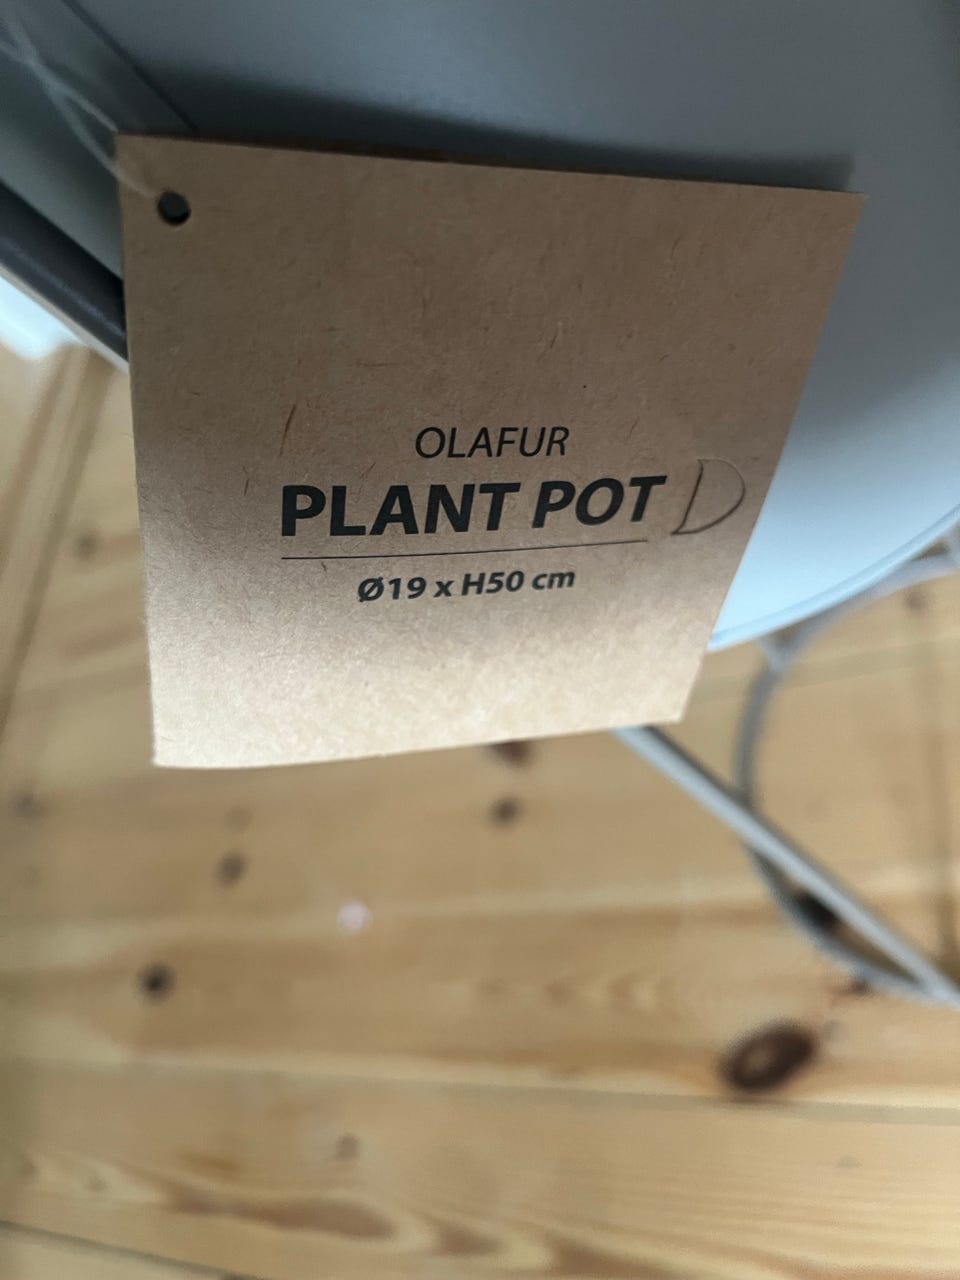 OLAFUR
PLANT POT D
Ø19 x H50 cm